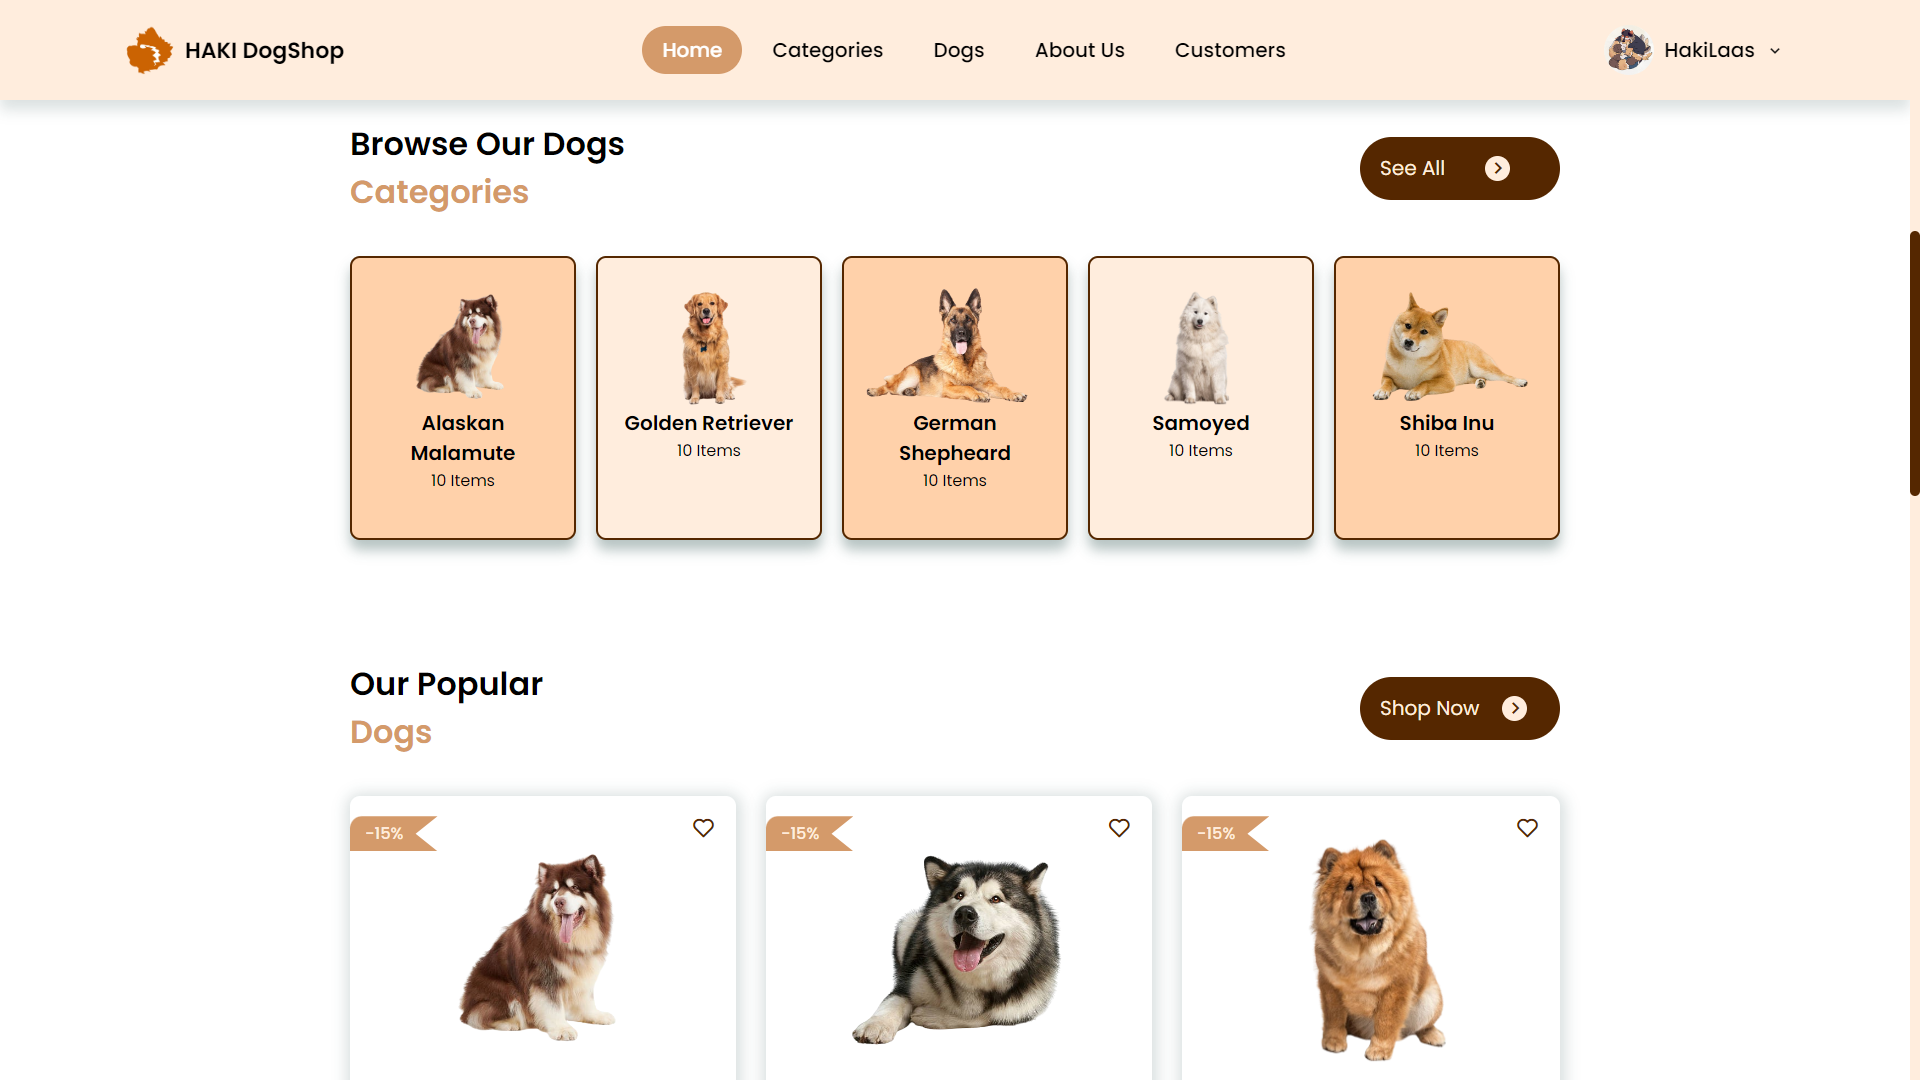 HAKI DogShop
Home
Categories
Dogs
About Us
Customers
HakiLaas
Browse Our Dogs
Categories
See All
Alaskan
Malamute
10 Items
Golden Retriever
10 Items
German
Shepheard
10 Items
Samoyed
10 Items
Shiba Inu
10 Items
Our Popular
Dogs
Shop Now
-15%
-15%
-15%